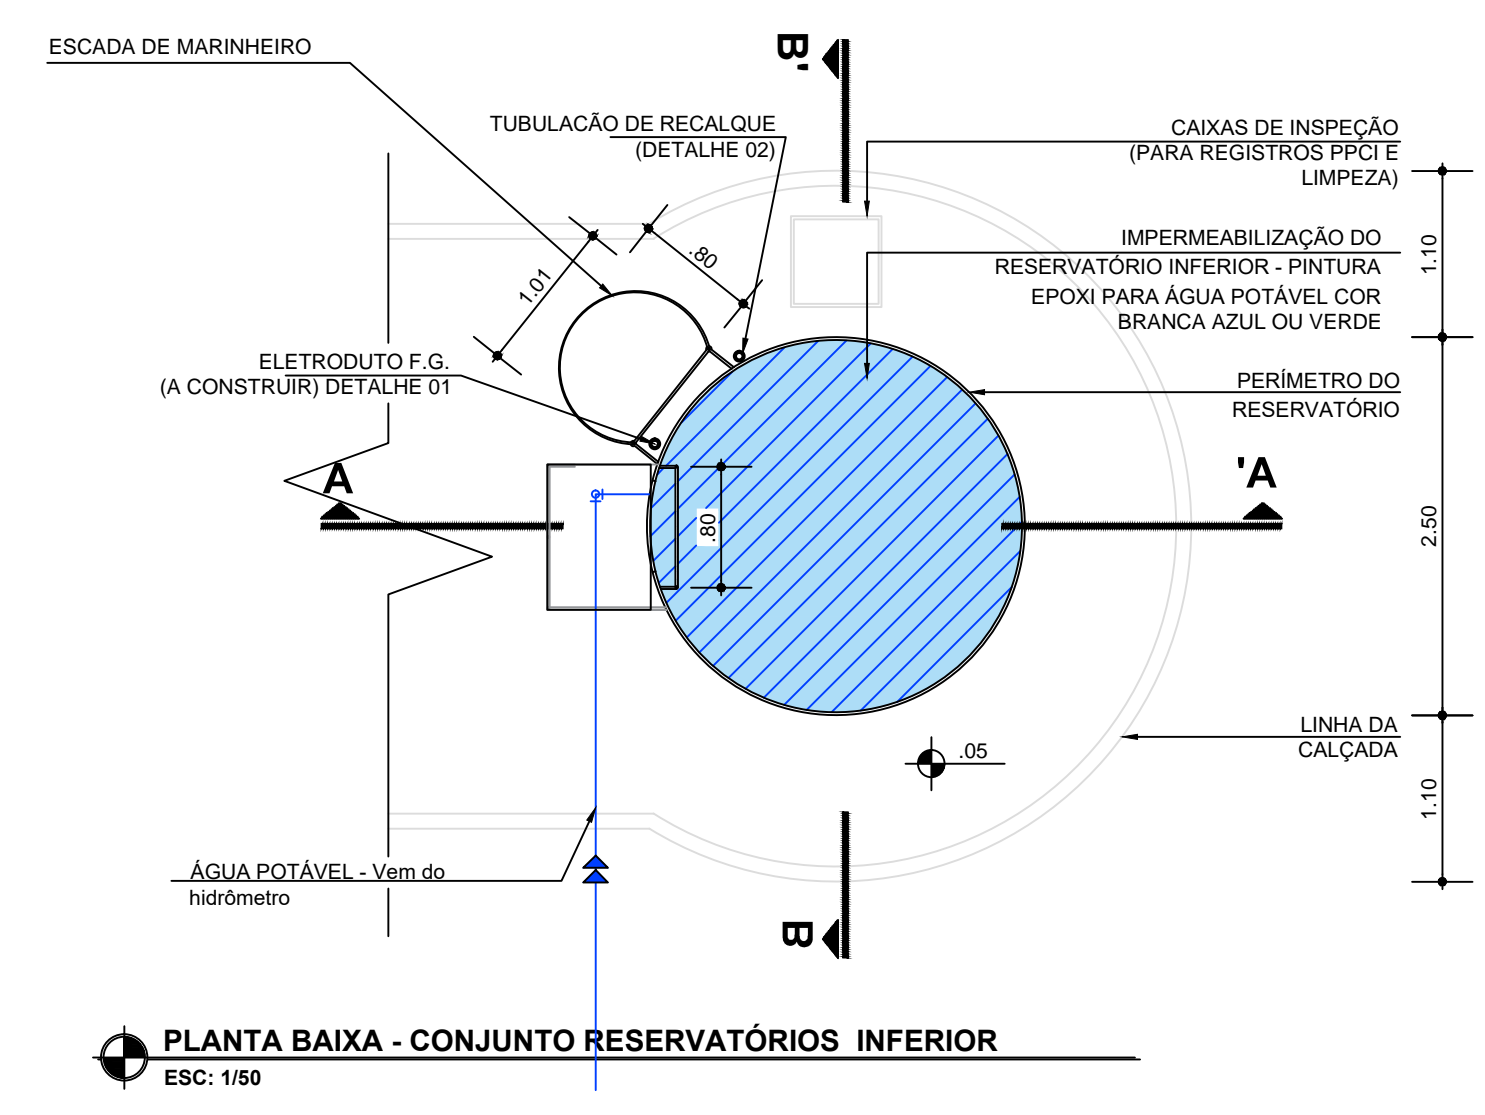 ESCADA DE MARINHEIRO
B'
TUBULACÃO DE RECALQUE
(DETALHE 02)
CAIXAS DE INSPEÇÃO
(PARA REGISTROS PPCI E
LIMPEZA)
1.10
.80
1.01
IMPERMEABILIZAÇÃO DO
RESERVATÓRIO INFERIOR - PINTURA
EPOXI PARA ÁGUA POTÁVEL COR
BRANCA AZUL OU VERDE
ELETRODUTO F.G.
(A CONSTRUIR) DETALHE 01
PERÍMETRO DO
RESERVATÓRIO
A
A'
.80
2.50
LINHA DA
CALÇADA
.05
1.10
ÁGUA POTÁVEL - Vem do
hidrômetro
B
PLANTA BAIXA - CONJUNTO RESERVATÓRIOS INFERIOR
ESC: 1/50